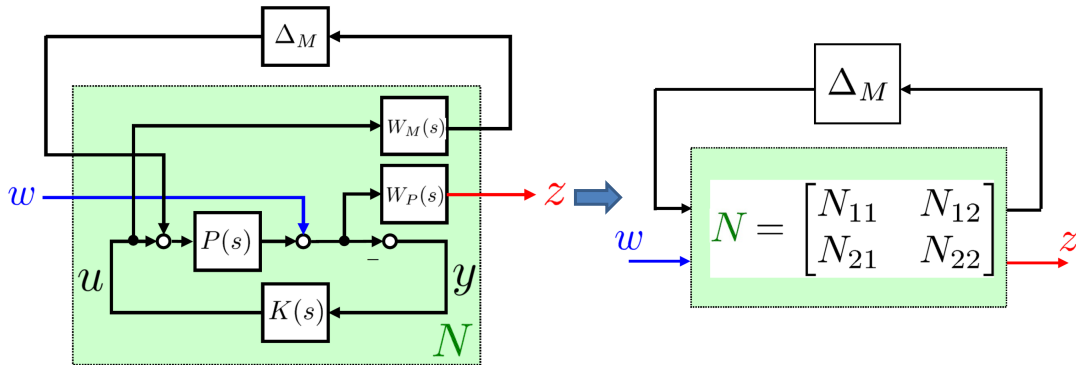 Δ_M
W_M(s)
w
W_P(s)
z
P(s)
−
u
y
K(s)
N
Δ_M
N = [N_11 N_12
N_21 N_22]
w
z